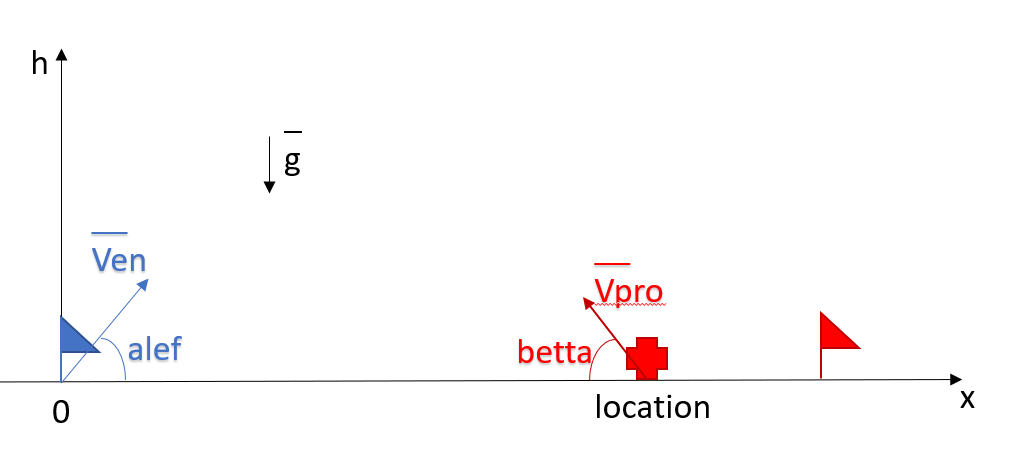 h
g
Ven
Vpro
alef
betta
0
location
x